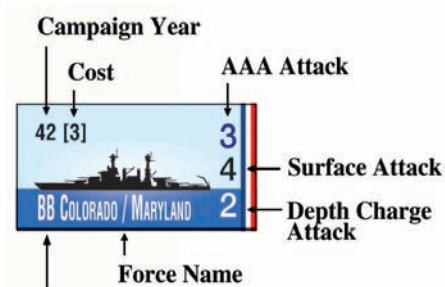 Campaign Year
Cost
AAA Attack
42 [3]
3
4
Surface Attack
BB COLORADO / MARYLAND
2
Depth Charge
Attack
Force Name